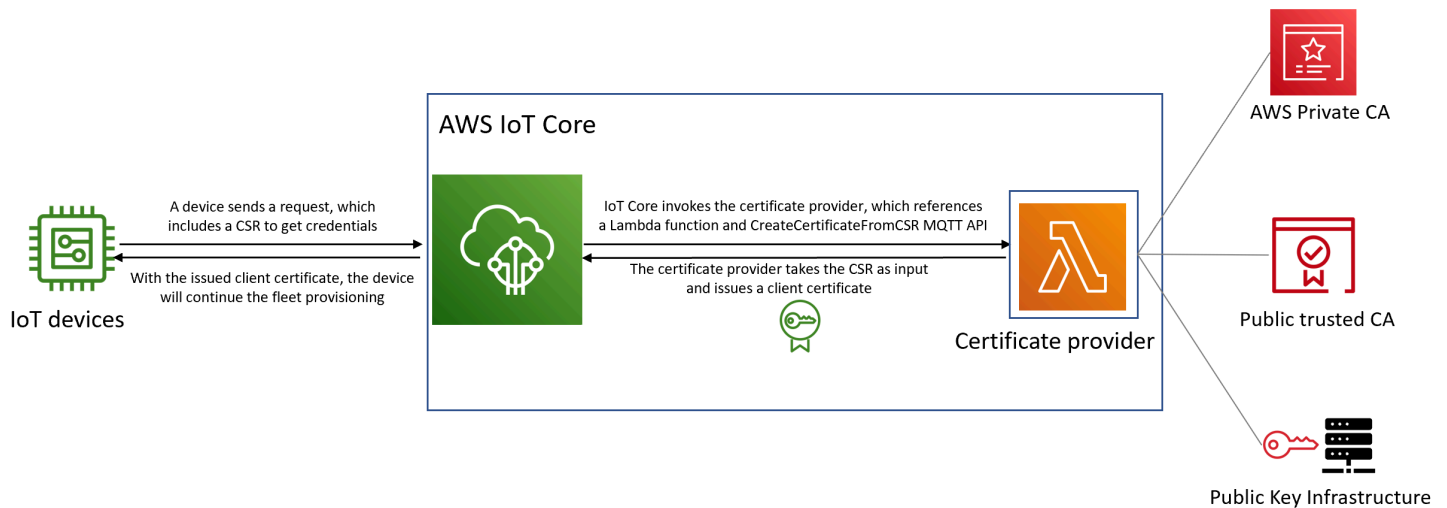 AWS Private CA
AWS IoT Core
A device sends a request, which
includes a CSR to get credentials
IoT Core invokes the certificate provider, which references
a Lambda function and CreateCertificateFromCSR MQTT API
With the issued client certificate, the device
will continue the fleet provisioning
The certificate provider takes the CSR as input
and issues a client certificate
IoT devices
Certificate provider
Public trusted CA
Public Key Infrastructure